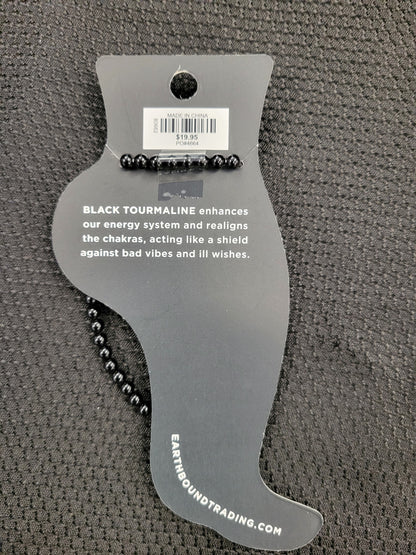 MADE IN CHINA
$19.95
PO#4664
BLACK TOURMALINE enhances
our energy system and realigns
the chakras, acting like a shield
against bad vibes and ill wishes.
EARTHBOUNDTRADING.COM